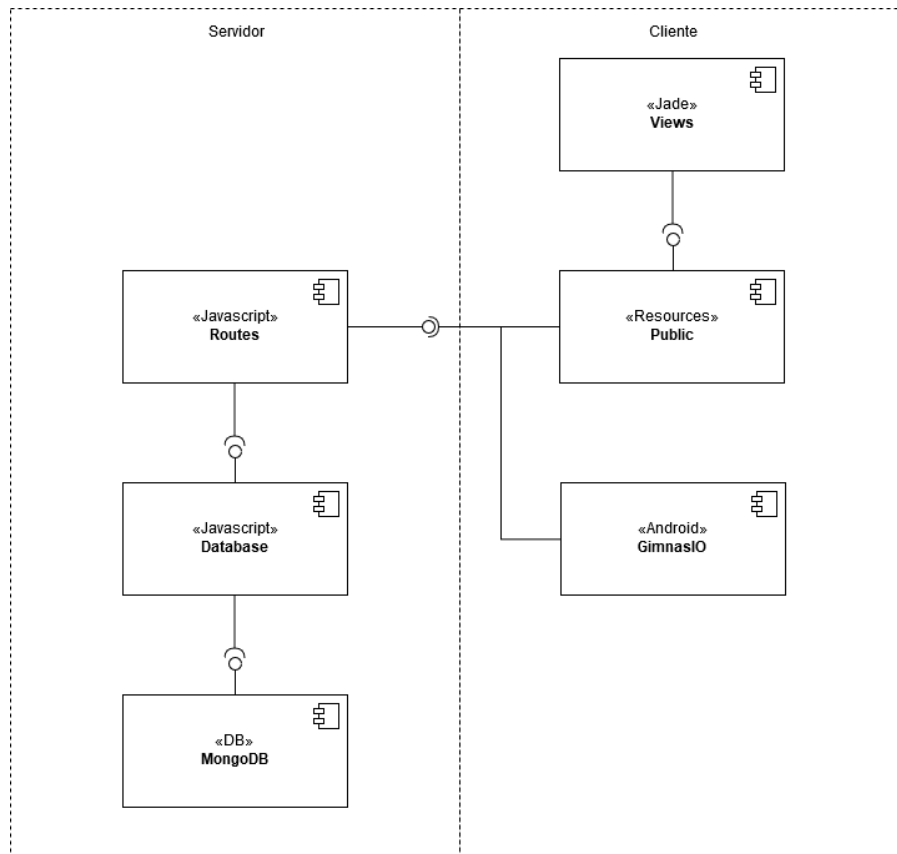 Servidor
Cliente
«Jade»
Views
«Javascript»
Routes
«Resources»
Public
«Javascript»
Database
«Android»
GimnasIO
«DB»
MongoDB